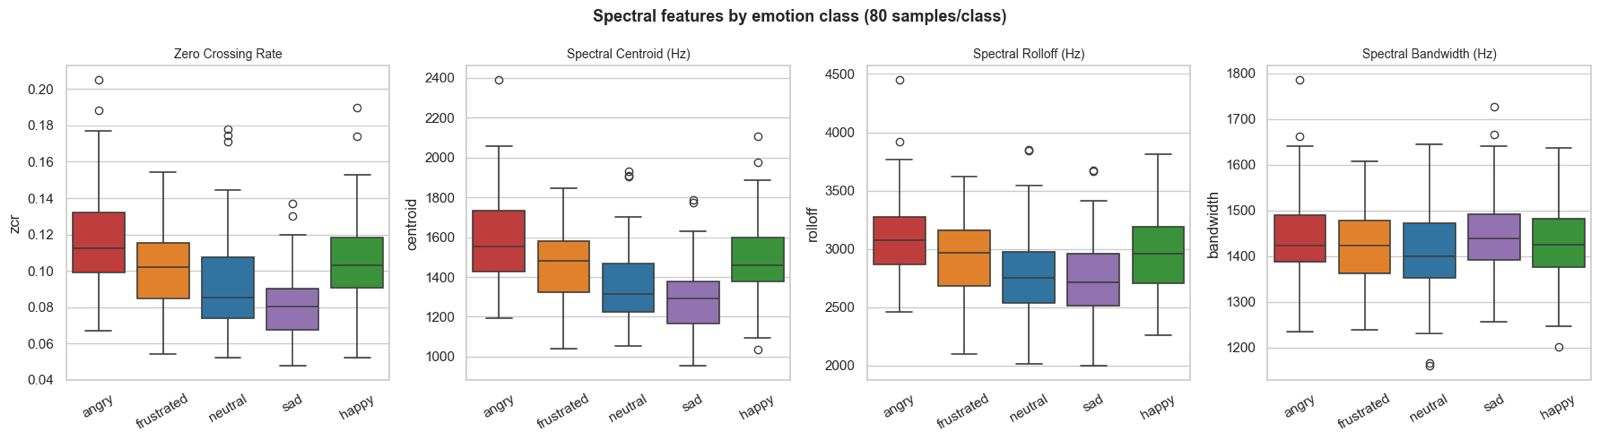 Spectral features by emotion class (80 samples/class)
Zero Crossing Rate
zcr
0.20
0.18
0.16
0.14
0.12
0.10
0.08
0.06
0.04
angry
frustrated
neutral
sad
happy
Spectral Centroid (Hz)
centroid
2400
2200
2000
1800
1600
1400
1200
1000
angry
frustrated
neutral
sad
happy
Spectral Rolloff (Hz)
rolloff
4500
4000
3500
3000
2500
2000
angry
frustrated
neutral
sad
happy
Spectral Bandwidth (Hz)
bandwidth
1800
1700
1600
1500
1400
1300
1200
angry
frustrated
neutral
sad
happy